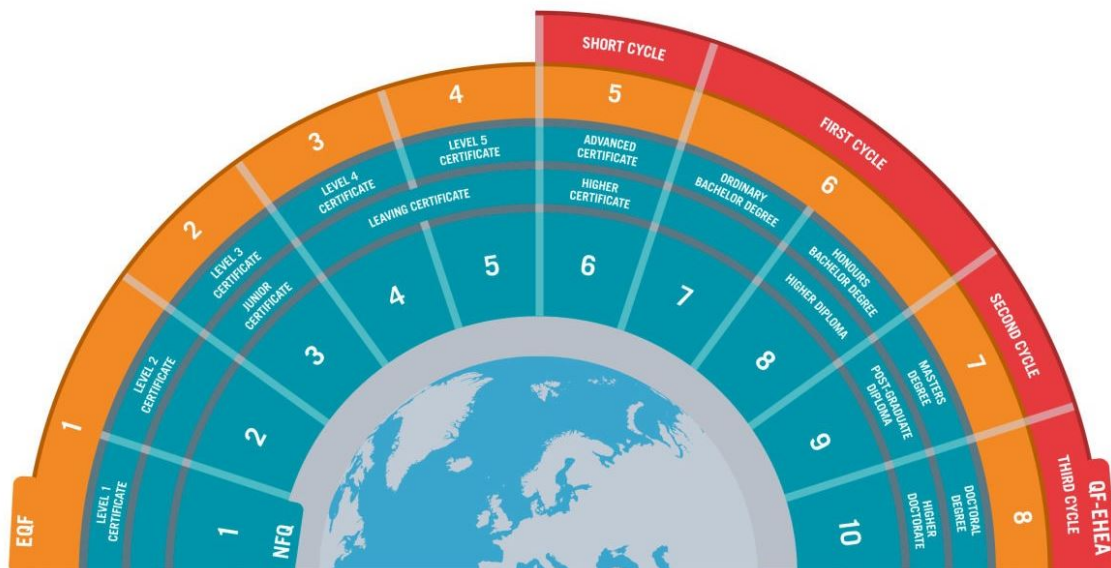 SHORT CYCLE
FIRST CYCLE
SECOND CYCLE
THIRD CYCLE
QF-EHEA
EQF
1
2
3
4
5
6
7
8
LEVEL 1
CERTIFICATE
LEVEL 2
CERTIFICATE
LEVEL 3
CERTIFICATE
LEVEL 4
CERTIFICATE
LEVEL 5
CERTIFICATE
ADVANCED
CERTIFICATE
ORDINARY
BACHELOR DEGREE
HONOURS
BACHELOR DEGREE
MASTERS
DEGREE
DOCTORAL
DEGREE
JUNIOR
CERTIFICATE
LEAVING CERTIFICATE
HIGHER
CERTIFICATE
HIGHER DIPLOMA
POST-GRADUATE
DIPLOMA
HIGHER
DOCTORATE
NFQ
1
2
3
4
5
6
7
8
9
10